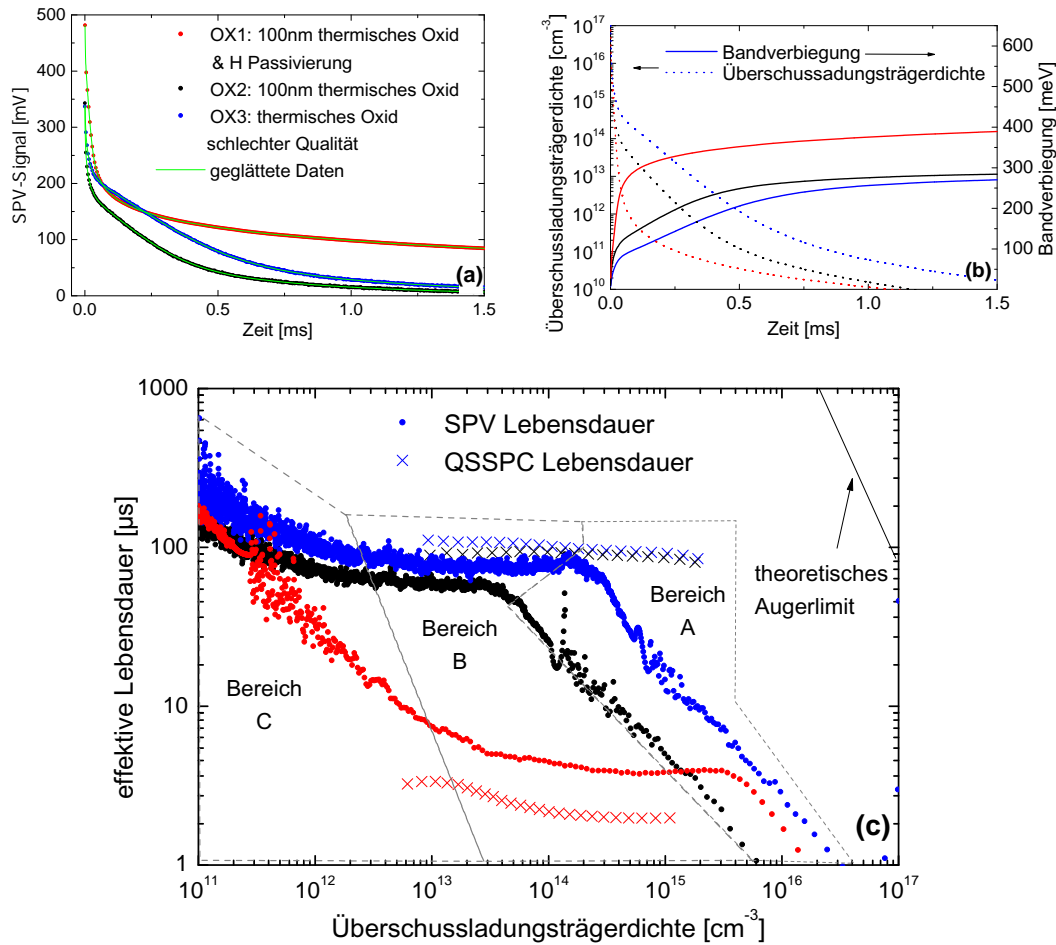 500
400
300
200
100
0
SPV-Signal [mV]
OX1: 100nm thermisches Oxid
& H Passivierung
OX2: 100nm thermisches Oxid
OX3: thermisches Oxid
schlechter Qualität
geglättete Daten
(a)
0.0
0.5
1.0
1.5
Zeit [ms]
10^17
10^16
10^15
10^14
10^13
10^12
10^11
10^10
Überschussladungsträgerdichte [cm^-3]
Bandverbiegung
Überschussadungsträgerdichte
600
500
400
300
200
100
Bandverbiegung [meV]
(b)
0.0
0.5
1.0
1.5
Zeit [ms]
1000
100
10
1
effektive Lebensdauer [µs]
SPV Lebensdauer
QSSPC Lebensdauer
theoretisches
Augerlimit
Bereich
A
Bereich
B
Bereich
C
(c)
10^11
10^12
10^13
10^14
10^15
10^16
10^17
Überschussladungsträgerdichte [cm^-3]